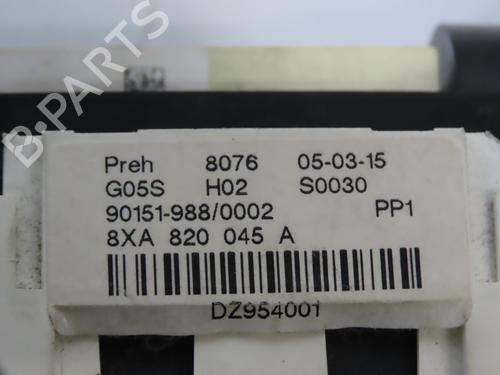 B-PARTS
Preh 8076 05-03-15
G05S H02 S0030
90151-988/0002 PP1
8XA 820 045 A
DZ954001